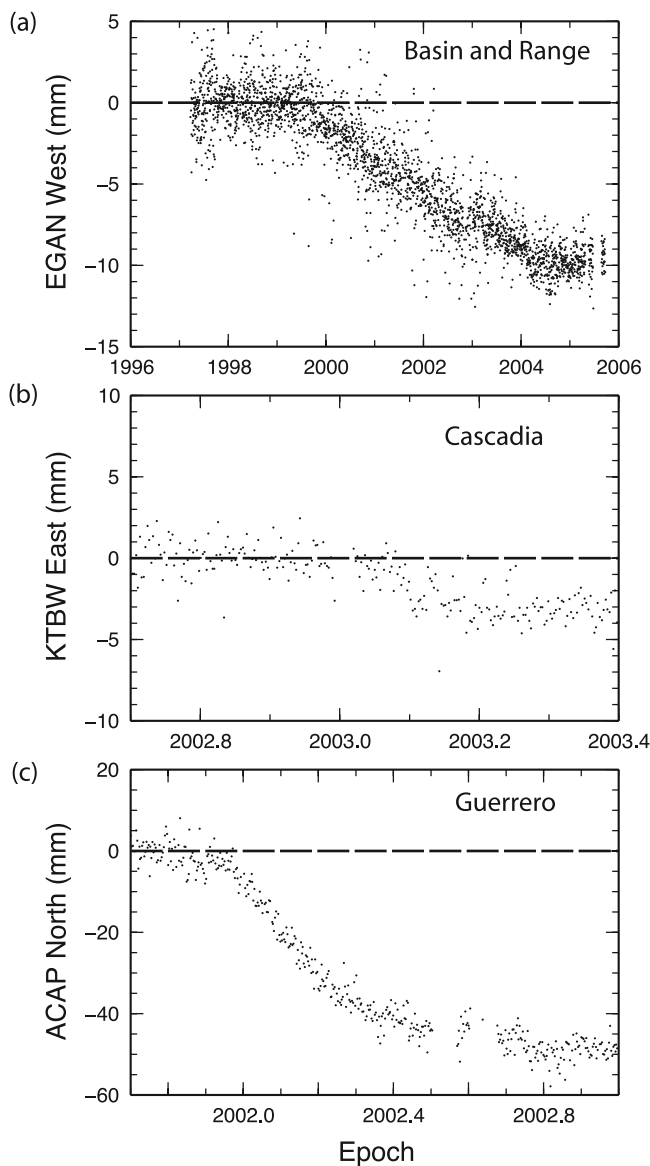 (a)
Basin and Range
EGAN West (mm)
5
0
−5
−10
−15
1996 1998 2000 2002 2004 2006
(b)
Cascadia
KTBW East (mm)
10
5
0
−5
−10
2002.8 2003.0 2003.2 2003.4
(c)
Guerrero
ACAP North (mm)
20
0
−20
−40
−60
2002.0 2002.4 2002.8
Epoch